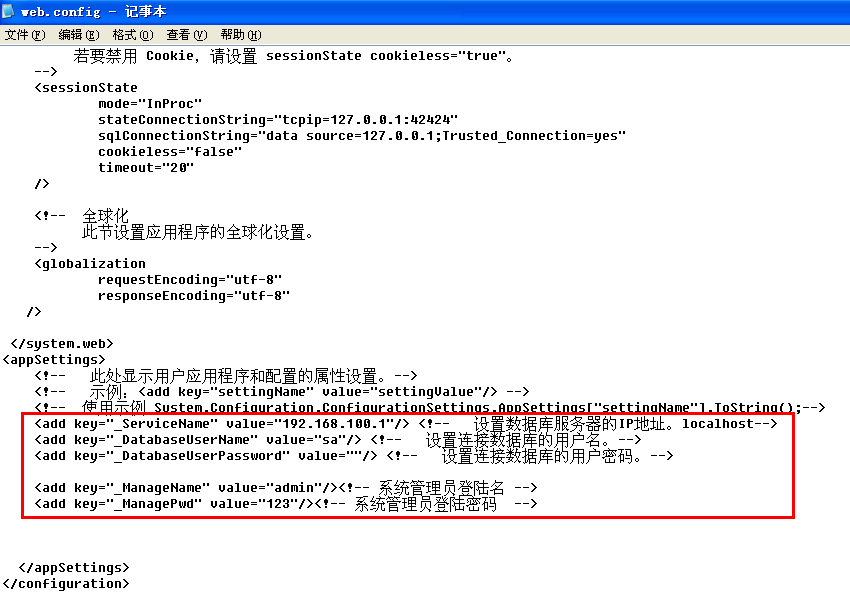 web.config - 记事本
文件(F) 编辑(E) 格式(O) 查看(V) 帮助(H)
若要禁用 Cookie，请设置 sessionState cookieless="true"。
-->
<sessionState
mode="InProc"
stateConnectionString="tcpip=127.0.0.1:42424"
sqlConnectionString="data source=127.0.0.1;Trusted_Connection=yes"
cookieless="false"
timeout="20"
/>
<!-- 全球化
此节设置应用程序的全球化设置。
-->
<globalization
requestEncoding="utf-8"
responseEncoding="utf-8"
/>
</system.web>
<appSettings>
<!-- 此处显示用户应用程序和配置的属性设置。-->
<!-- 示例：<add key="settingName" value="settingValue"/> -->
<!-- 使用示例 System.Configuration.ConfigurationSettings.AppSettings["settingName"].ToString();-->
<add key="_ServiceName" value="192.168.100.1"/> <!-- 设置数据库服务器的IP地址。localhost-->
<add key="_DatabaseUserName" value="sa"/> <!-- 设置连接数据库的用户名。-->
<add key="_DatabaseUserPassword" value=""/> <!-- 设置连接数据库的用户密码。-->
<add key="_ManageName" value="admin"/><!-- 系统管理员登陆名 -->
<add key="_ManagePwd" value="123"/><!-- 系统管理员登陆密码 -->
</appSettings>
</configuration>